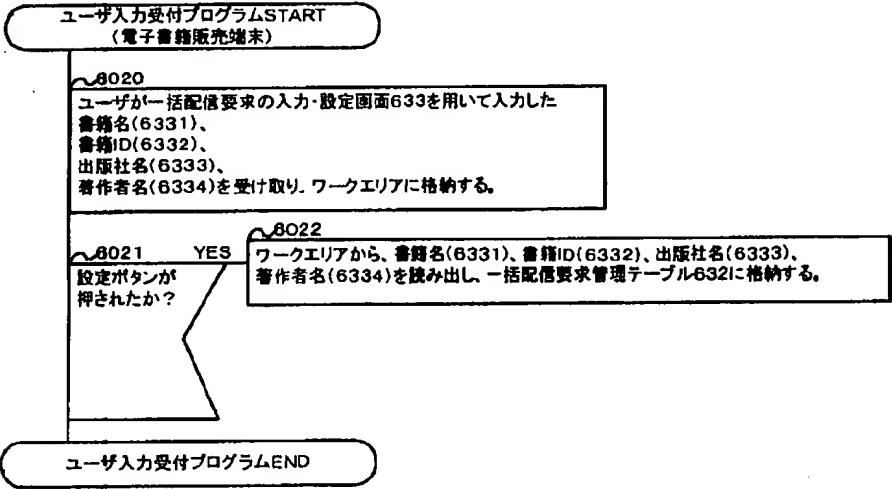 ユーザ入力受付プログラムSTART
(電子書籍販売端末)
6020
ユーザが一括配信要求の入力・設定画面633を用いて入力した
書籍名(6331)、
書籍ID(6332)、
出版社名(6333)、
著作者名(6334)を受け取り、ワークエリアに格納する。
6021
YES
設定ボタンが
押されたか？
6022
ワークエリアから、書籍名(6331)、書籍ID(6332)、出版社名(6333)、
著作者名(6334)を読み出し、一括配信要求管理テーブル632に格納する。
ユーザ入力受付プログラムEND